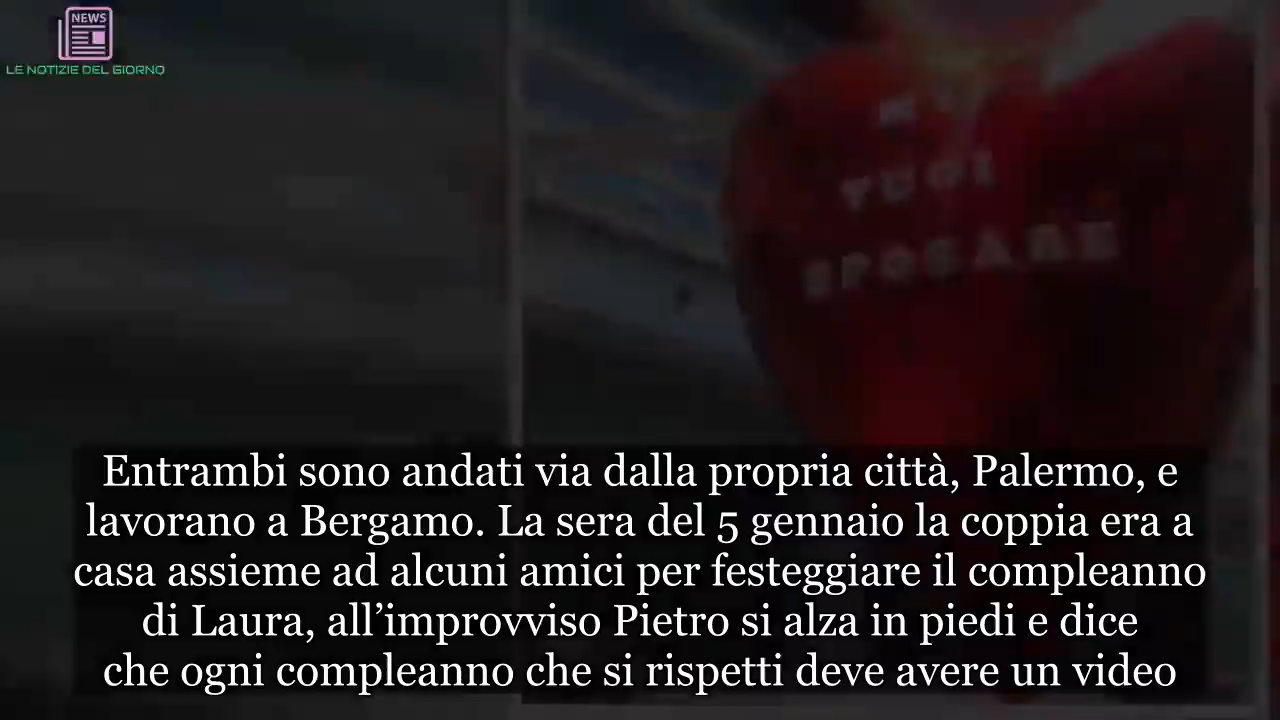 NEWS
LE NOTIZIE DEL GIORNO
SPOSARE
Entrambi sono andati via dalla propria città, Palermo, e
lavorano a Bergamo. La sera del 5 gennaio la coppia era a
casa assieme ad alcuni amici per festeggiare il compleanno
di Laura, all’improvviso Pietro si alza in piedi e dice
che ogni compleanno che si rispetti deve avere un video